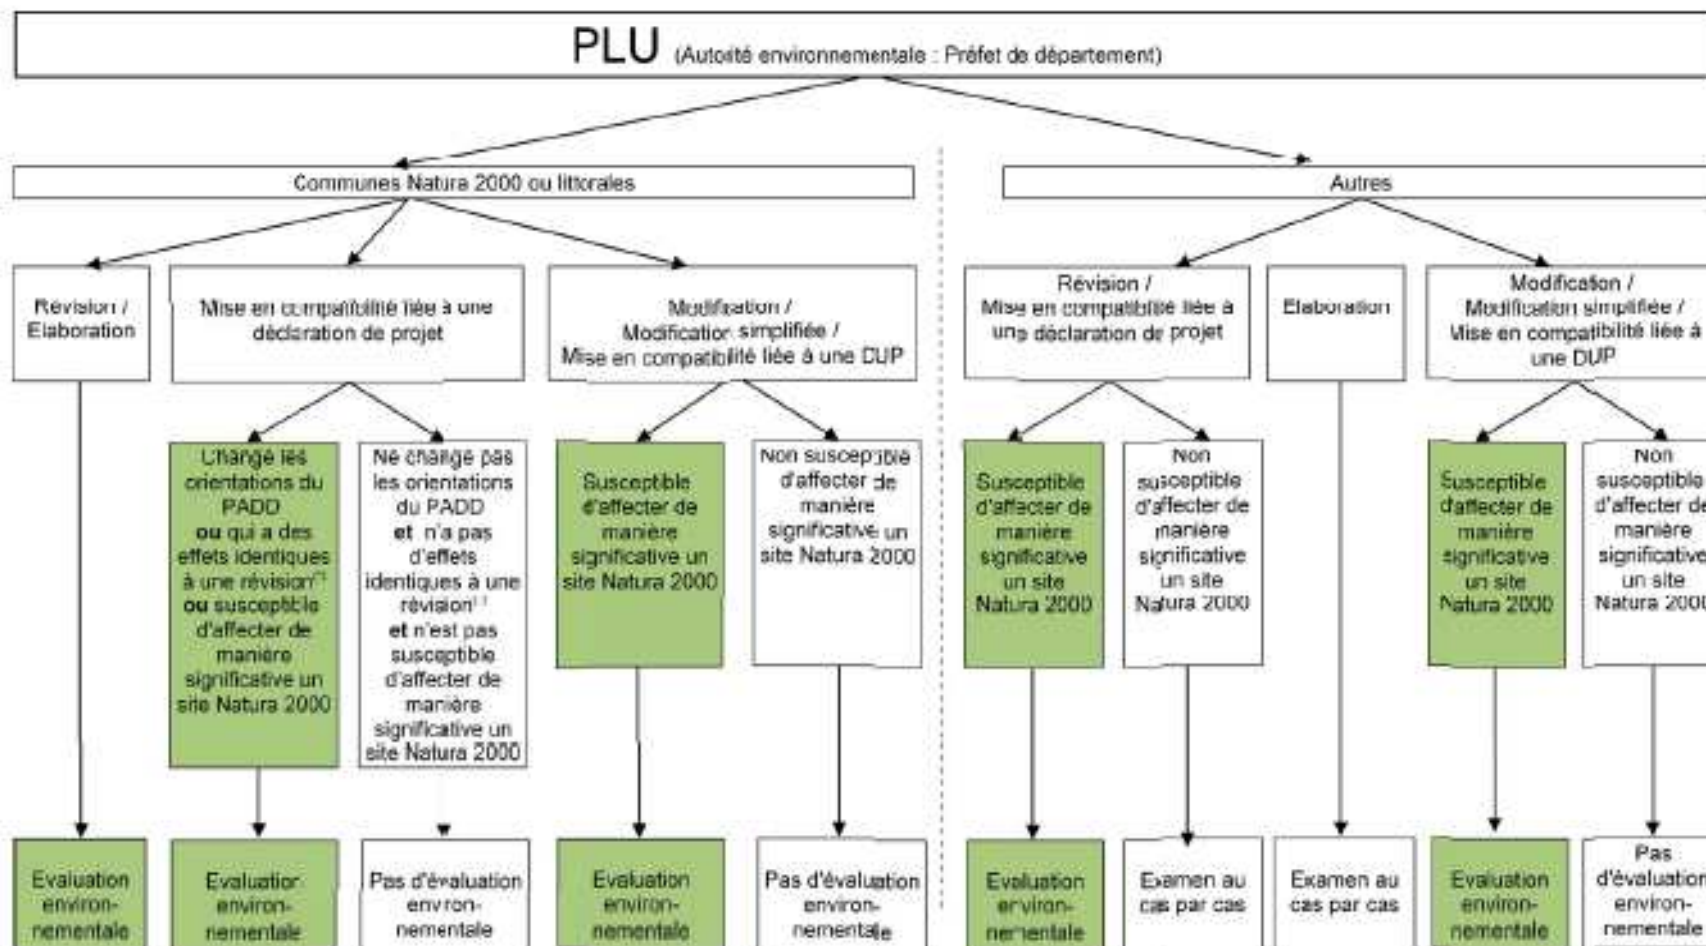 PLU (Autorité environnementale : Préfet de département)
Communes Natura 2000 ou littorales
Autres
Révision /
Elaboration
Mise en compatibilité liée à une
déclaration de projet
Modification /
Modification simplifiée /
Mise en compatibilité liée à une DUP
Révision /
Mise en compatibilité liée à
une déclaration de projet
Elaboration
Modification /
Modification simplifiée /
Mise en compatibilité liée à
une DUP
Change les
orientations du
PADD
ou qui a des
effets identiques
à une révision
ou susceptible
d'affecter de
manière
significative un
site Natura 2000
Ne change pas
les orientations
du PADD
et n'a pas
d'effets
identiques à une
révision
et n'est pas
susceptible
d'affecter de
manière
significative un
site Natura 2000
Susceptible
d'affecter de
manière
significative un
site Natura 2000
Non susceptible
d'affecter de
manière
significative un
site Natura 2000
Susceptible
d'affecter de
manière
significative
un site
Natura 2000
Non
susceptible
d'affecter de
manière
significative
un site
Natura 2000
Susceptible
d'affecter de
manière
significative
un site
Natura 2000
Non
susceptible
d'affecter de
manière
significative
un site
Natura 2000
Evaluation
environ-
nementale
Evaluation
environ-
nementale
Pas d'évaluation
environ-
nementale
Evaluation
environ-
nementale
Pas d'évaluation
environ-
nementale
Evaluation
environ-
nementale
Examen au
cas par cas
Examen au
cas par cas
Evaluation
environ-
nementale
Pas
d'évaluation
environ-
nementale